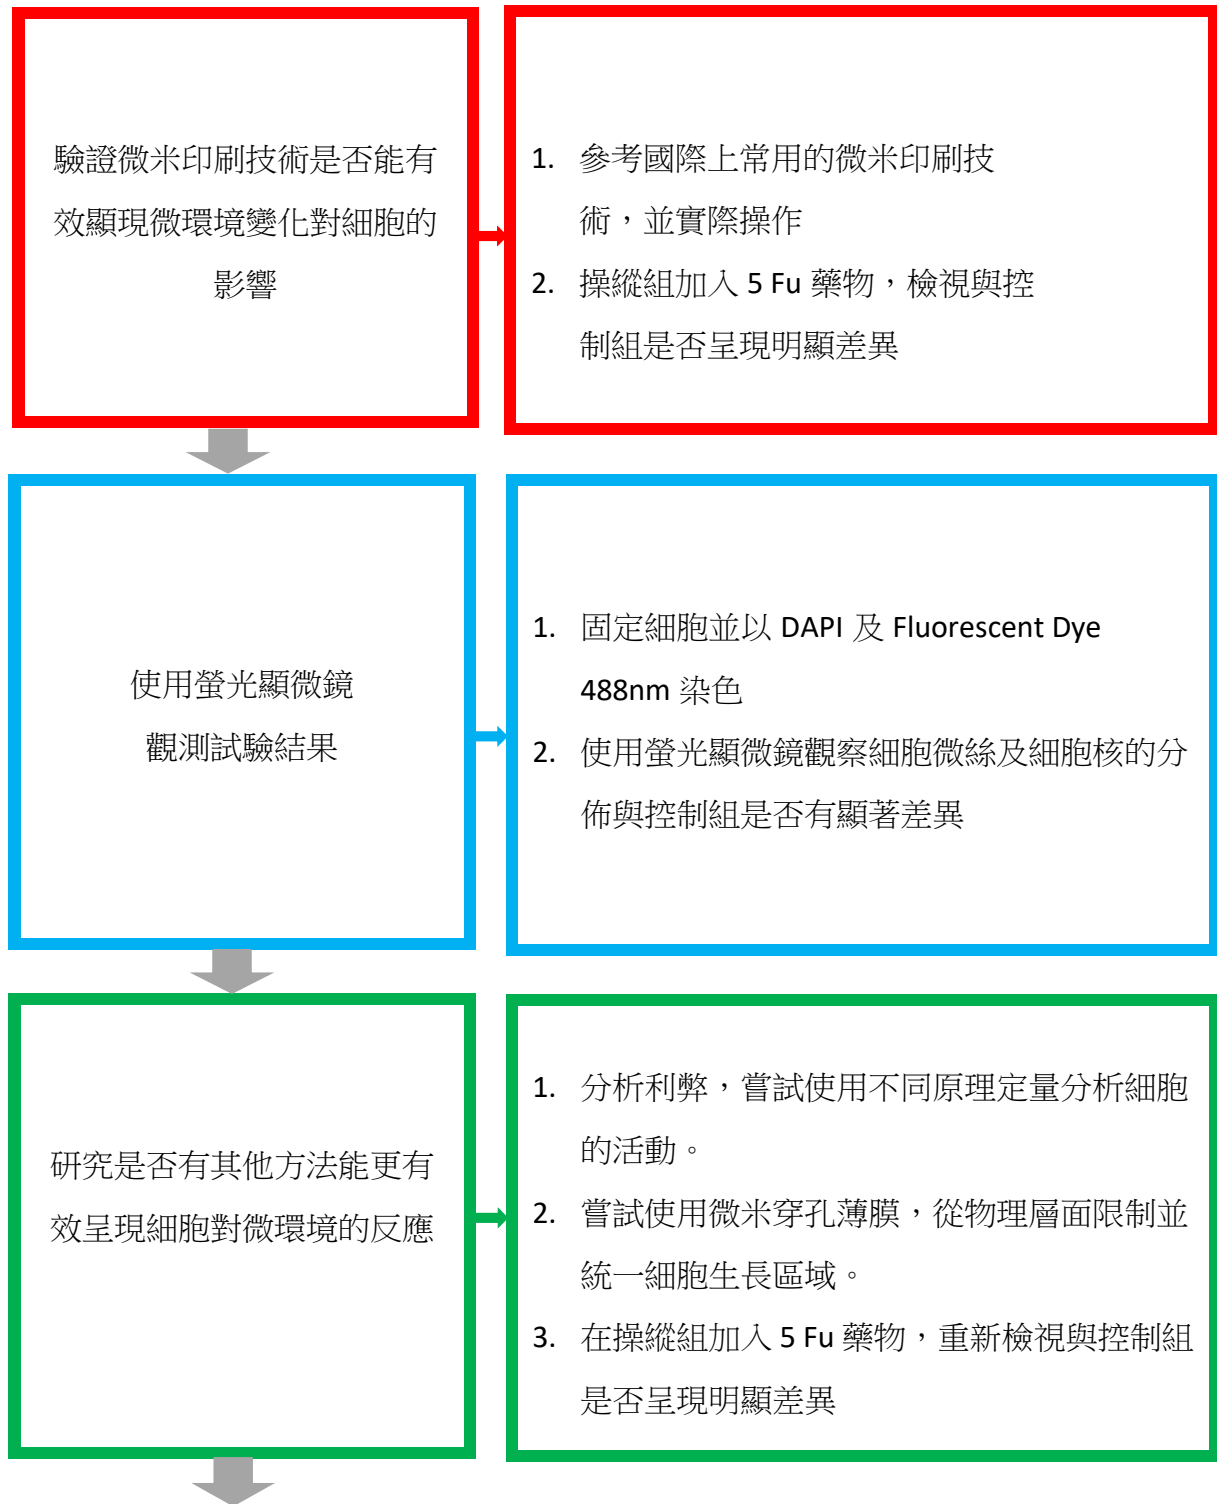 驗證微米印刷技術是否能有
效顯現微環境變化對細胞的
影響
1. 參考國際上常用的微米印刷技
術，並實際操作
2. 操縱組加入 5 Fu 藥物，檢視與控
制組是否呈現明顯差異
使用螢光顯微鏡
觀測試驗結果
1. 固定細胞並以 DAPI 及 Fluorescent Dye
488nm 染色
2. 使用螢光顯微鏡觀察細胞微絲及細胞核的分
佈與控制組是否有顯著差異
研究是否有其他方法能更有
效呈現細胞對微環境的反應
1. 分析利弊，嘗試使用不同原理定量分析細胞
的活動。
2. 嘗試使用微米穿孔薄膜，從物理層面限制並
統一細胞生長區域。
3. 在操縱組加入 5 Fu 藥物，重新檢視與控制組
是否呈現明顯差異